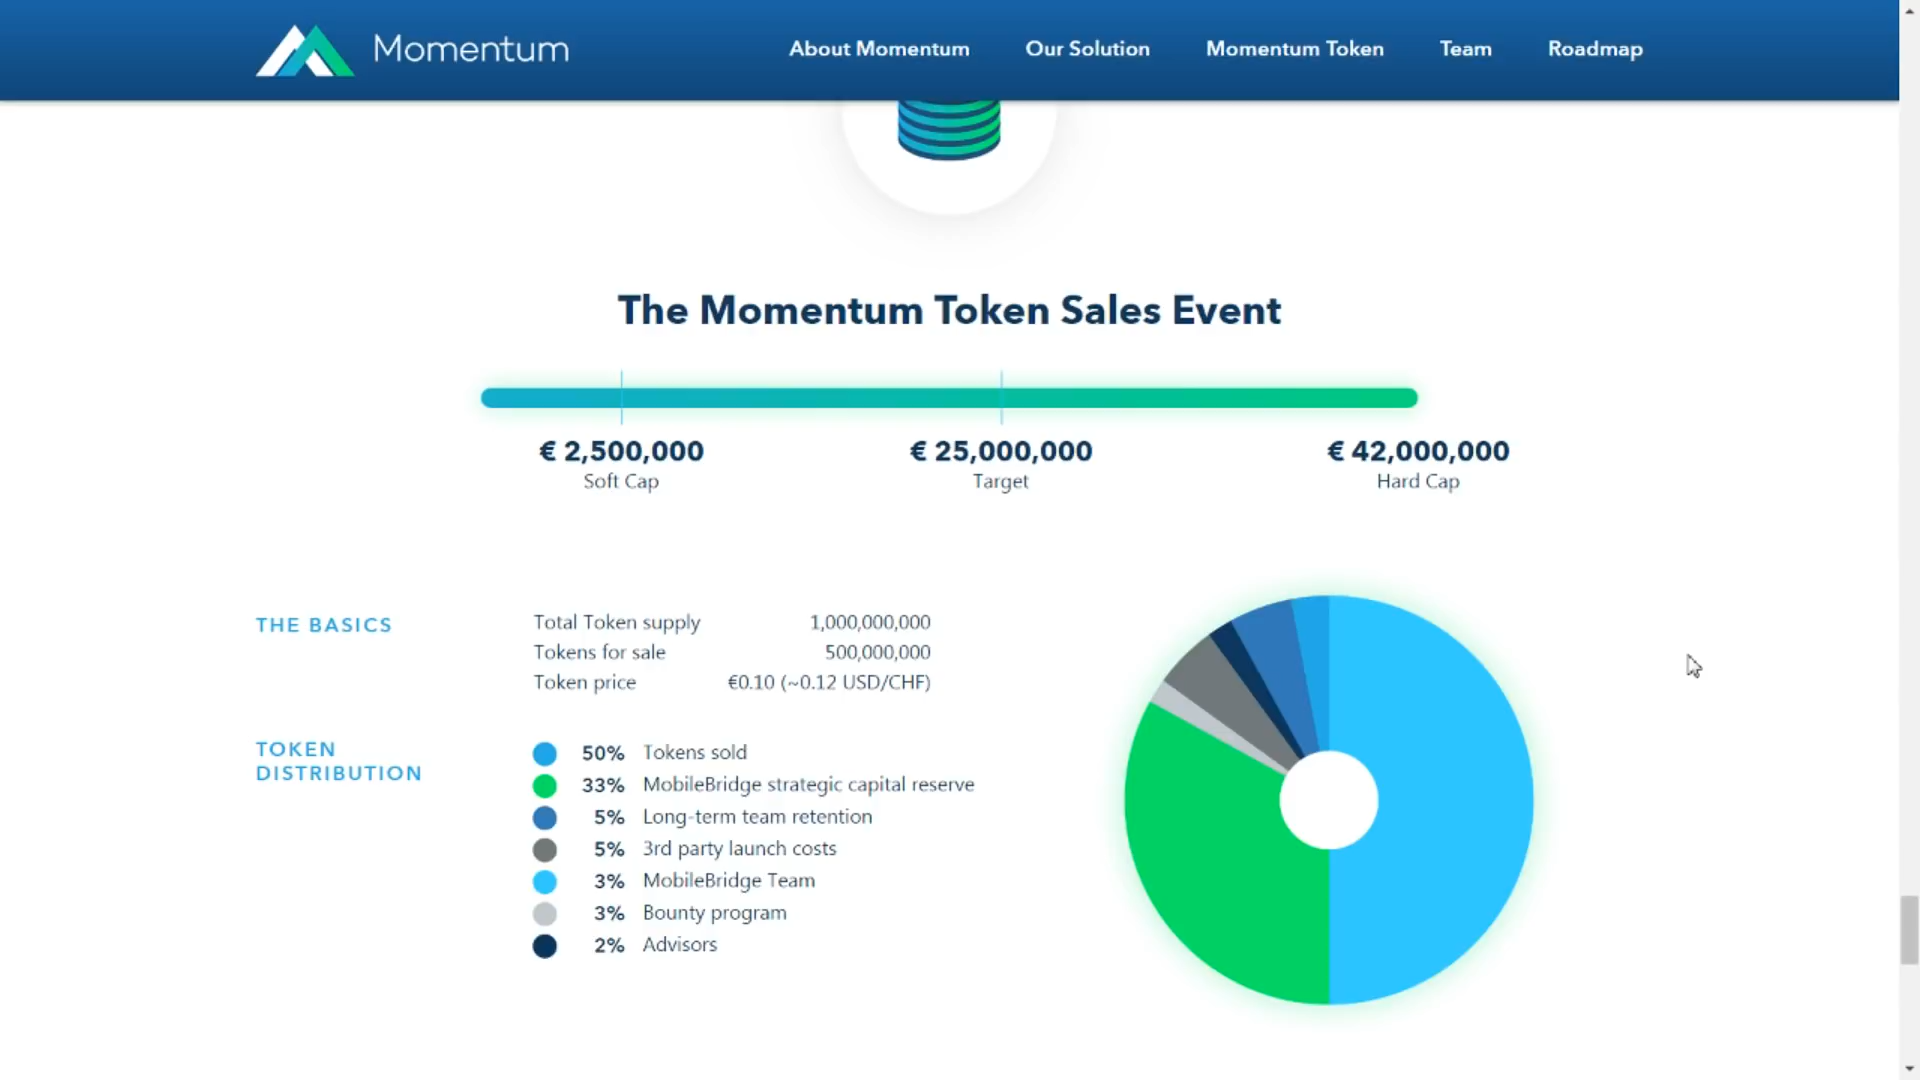 Momentum
About Momentum
Our Solution
Momentum Token
Team
Roadmap
The Momentum Token Sales Event
€ 2,500,000
Soft Cap
€ 25,000,000
Target
€ 42,000,000
Hard Cap
THE BASICS
Total Token supply 1,000,000,000
Tokens for sale 500,000,000
Token price €0.10 (~0.12 USD/CHF)
TOKEN
DISTRIBUTION
50% Tokens sold
33% MobileBridge strategic capital reserve
5% Long-term team retention
5% 3rd party launch costs
3% MobileBridge Team
3% Bounty program
2% Advisors